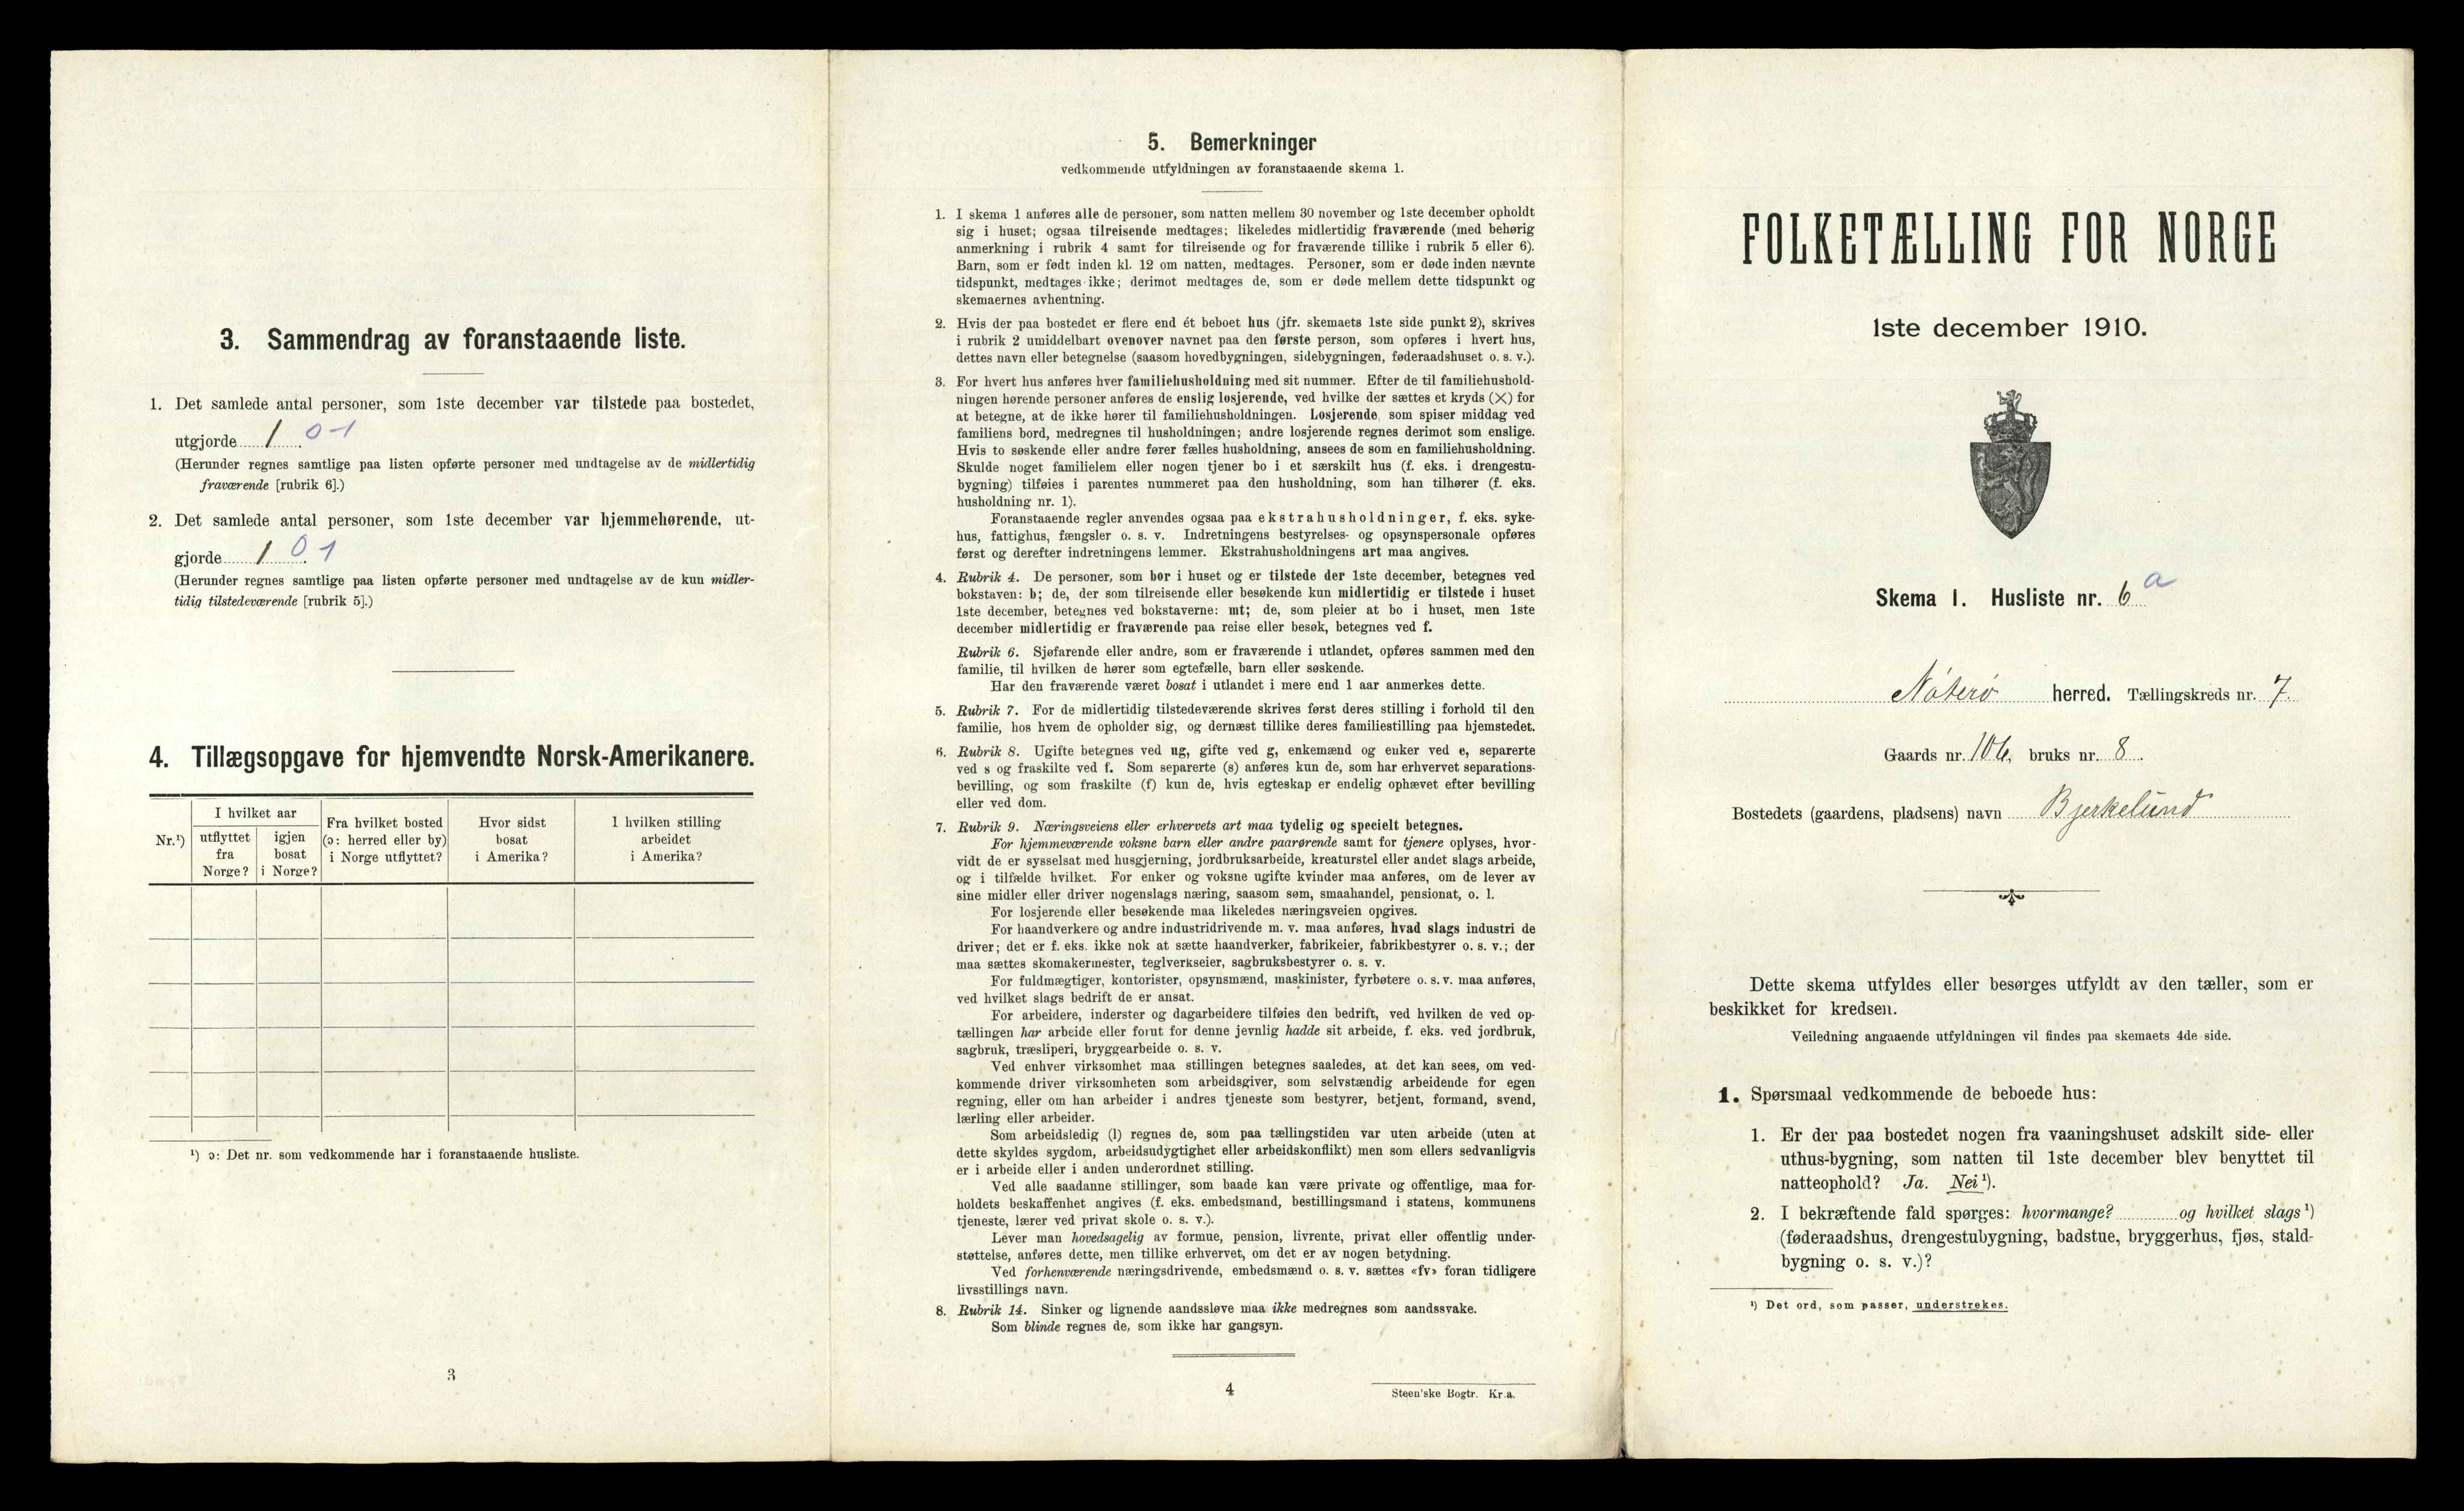 3. Sammendrag av foranstaaende liste.
1. Det samlede antal personer, som 1ste december var tilstede paa bostedet,
utgjorde 1 0-1
(Herunder regnes samtlige paa listen opførte personer med undtagelse av de midlertidig
fraværende [rubrik 6].)
2. Det samlede antal personer, som 1ste december var hjemmehørende, ut-
gjorde 1 0 1
(Herunder regnes samtlige paa listen opførte personer med undtagelse av de kun midler-
tidig tilstedeværende [rubrik 5].)
4. Tillægsopgave for hjemvendte Norsk-Amerikanere.
Nr.¹)
I hvilket aar
utflyttet
fra
Norge?
igjen
bosat
i Norge?
Fra hvilket bosted
(ɔ: herred eller by)
i Norge utflyttet?
Hvor sidst
bosat
i Amerika?
I hvilken stilling
arbeidet
i Amerika?
¹) ɔ: Det nr. som vedkommende har i foranstaaende husliste.
3
5. Bemerkninger
vedkommende utfyldningen av foranstaaende skema 1.
1. I skema 1 anføres alle de personer, som natten mellem 30 november og 1ste december opholdt
sig i huset; ogsaa tilreisende medtages; likeledes midlertidig fraværende (med behørig
anmerkning i rubrik 4 samt for tilreisende og for fraværende tillike i rubrik 5 eller 6).
Barn, som er født inden kl. 12 om natten, medtages. Personer, som er døde inden nævnte
tidspunkt, medtages ikke; derimot medtages de, som er døde mellem dette tidspunkt og
skemaernes avhentning.
2. Hvis der paa bostedet er flere end ét beboet hus (jfr. skemaets 1ste side punkt 2), skrives
i rubrik 2 umiddelbart ovenover navnet paa den første person, som opføres i hvert hus,
dettes navn eller betegnelse (saasom hovedbygningen, sidebygningen, føderaadshuset o. s. v.).
3. For hvert hus anføres hver familiehusholdning med sit nummer. Efter de til familiehushold-
ningen hørende personer anføres de enslig losjerende, ved hvilke der sættes et kryds (×) for
at betegne, at de ikke hører til familiehusholdningen. Losjerende som spiser middag ved
familiens bord, medregnes til husholdningen; andre losjerende regnes derimot som enslige.
Hvis to søskende eller andre fører fælles husholdning, ansees de som en familiehusholdning.
Skulde noget familielem eller nogen tjener bo i et særskilt hus (f. eks. i drengestu-
bygning) tilføies i parentes nummeret paa den husholdning, som han tilhører (f. eks.
husholdning nr. 1).
Foranstaaende regler anvendes ogsaa paa ekstrahusholdninger, f. eks. syke-
hus, fattighus, fængsler o. s. v. Indretningens bestyrelses- og opsynspersonale opføres
først og derefter indretningens lemmer. Ekstrahusholdningens art maa angives.
4. Rubrik 4. De personer, som bor i huset og er tilstede der 1ste december, betegnes ved
bokstaven: b; de, der som tilreisende eller besøkende kun midlertidig er tilstede i huset
1ste december, betegnes ved bokstaverne: mt; de, som pleier at bo i huset, men 1ste
december midlertidig er fraværende paa reise eller besøk, betegnes ved f.
Rubrik 6. Sjøfarende eller andre, som er fraværende i utlandet, opføres sammen med den
familie, til hvilken de hører som egtefælle, barn eller søskende.
Har den fraværende været bosat i utlandet i mere end 1 aar anmerkes dette.
5. Rubrik 7. For de midlertidig tilstedeværende skrives først deres stilling i forhold til den
familie, hos hvem de opholder sig, og dernæst tillike deres familiestilling paa hjemstedet.
6. Rubrik 8. Ugifte betegnes ved ug, gifte ved g, enkemænd og enker ved e, separerte
ved s og fraskilte ved f. Som separerte (s) anføres kun de, som har erhvervet separations-
bevilling, og som fraskilte (f) kun de, hvis egteskap er endelig ophævet efter bevilling
eller ved dom.
7. Rubrik 9. Næringsveiens eller erhvervets art maa tydelig og specielt betegnes.
For hjemmeværende voksne barn eller andre paarørende samt for tjenere oplyses, hvor-
vidt de er sysselsat med husgjerning, jordbruksarbeide, kreaturstel eller andet slags arbeide,
og i tilfælde hvilket. For enker og voksne ugifte kvinder maa anføres, om de lever av
sine midler eller driver nogenslags næring, saasom søm, smaahandel, pensionat, o. l.
For losjerende eller besøkende maa likeledes næringsveien opgives.
For haandverkere og andre industridrivende m. v. maa anføres, hvad slags industri de
driver; det er f. eks. ikke nok at sætte haandverker, fabrikeier, fabrikbestyrer o. s. v.; der
maa sættes skomakermester, teglverkseier, sagbruksbestyrer o. s. v.
For fuldmægtiger, kontorister, opsynsmænd, maskinister, fyrbøtere o. s. v. maa anføres,
ved hvilket slags bedrift de er ansat.
For arbeidere, inderster og dagarbeidere tilføies den bedrift, ved hvilken de ved op-
tællingen har arbeide eller forut for denne jevnlig hadde sit arbeide, f. eks. ved jordbruk,
sagbruk, træsliperi, bryggearbeide o. s. v.
Ved enhver virksomhet maa stillingen betegnes saaledes, at det kan sees, om ved-
kommende driver virksomheten som arbeidsgiver, som selvstændig arbeidende for egen
regning, eller om han arbeider i andres tjeneste som bestyrer, betjent, formand, svend,
lærling eller arbeider.
Som arbeidsledig (l) regnes de, som paa tællingstiden var uten arbeide (uten at
dette skyldes sygdom, arbeidsudygtighet eller arbeidskonflikt) men som ellers sedvanligvis
er i arbeide eller i anden underordnet stilling.
Ved alle saadanne stillinger, som baade kan være private og offentlige, maa for-
holdets beskaffenhet angives (f. eks. embedsmand, bestillingsmand i statens, kommunens
tjeneste, lærer ved privat skole o. s. v.).
Lever man hovedsagelig av formue, pension, livrente, privat eller offentlig under-
støttelse, anføres dette, men tillike erhvervet, om det er av nogen betydning.
Ved forhenværende næringsdrivende, embedsmænd o. s. v. sættes «fv» foran tidligere
livsstillings navn.
8. Rubrik 14. Sinker og lignende aandssløve maa ikke medregnes som aandssvake.
Som blinde regnes de, som ikke har gangsyn.
4
Steen'ske Bogtr. Kr.a.
FOLKETÆLLING FOR NORGE
1ste december 1910.
Skema 1. Husliste nr. 6 a
Nøterø herred. Tællingskreds nr. 7.
Gaards nr. 106, bruks nr. 8.
Bostedets (gaardens, pladsens) navn Bjerkelund
Dette skema utfyldes eller besørges utfyldt av den tæller, som er
beskikket for kredsen.
Veiledning angaaende utfyldningen vil findes paa skemaets 4de side.
1. Spørsmaal vedkommende de beboede hus:
1. Er der paa bostedet nogen fra vaaningshuset adskilt side- eller
uthus-bygning, som natten til 1ste december blev benyttet til
natteophold? Ja. Nei ¹).
2. I bekræftende fald spørges: hvormange? og hvilket slags ¹)
(føderaadshus, drengestubygning, badstue, bryggerhus, fjøs, stald-
bygning o. s. v.)?
¹) Det ord, som passer, understrekes.